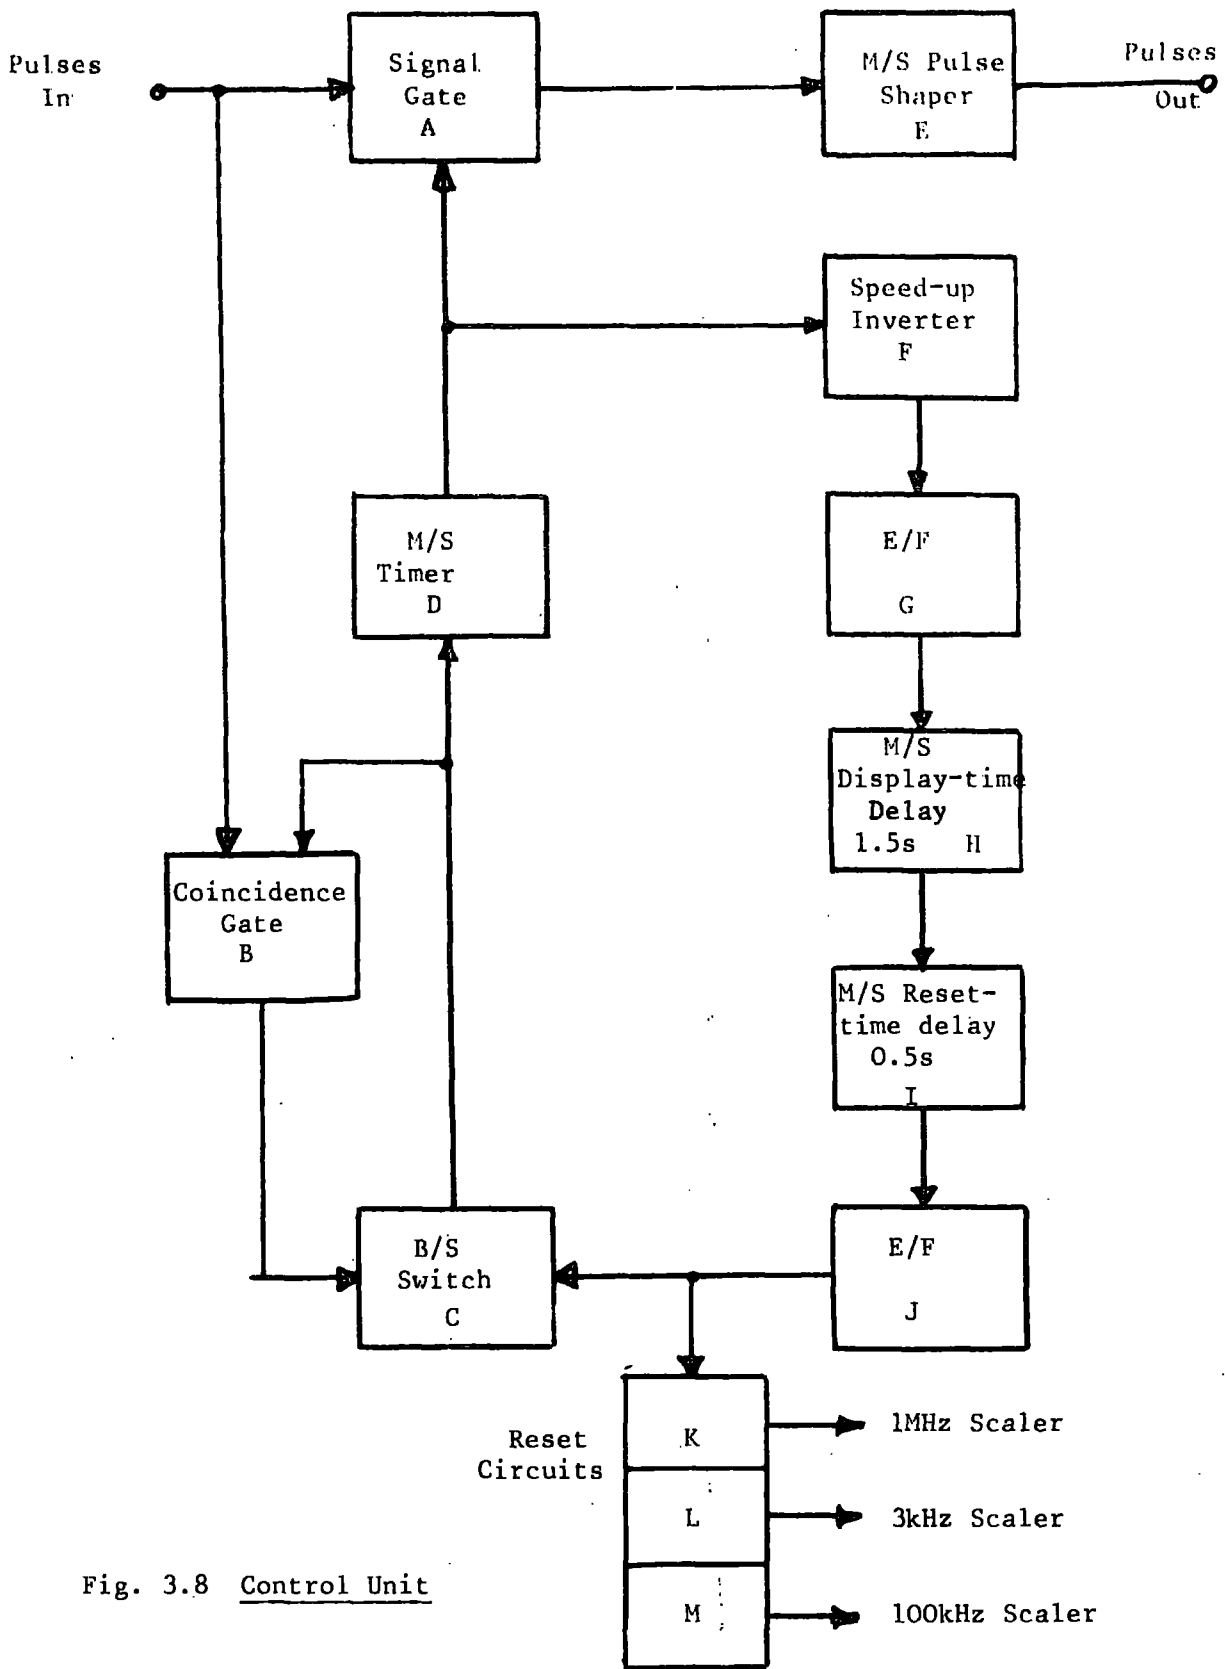 Pulses
In
Signal
Gate
A
M/S Pulse
Shaper
E
Pulses
Out
Speed-up
Inverter
F
M/S
Timer
D
E/F
G
M/S
Display-time
Delay
1.5s H
Coincidence
Gate
B
M/S Reset-
time delay
0.5s
I
B/S
Switch
C
E/F
J
Reset
Circuits
K
1MHz Scaler
L
3kHz Scaler
M
100kHz Scaler
Fig. 3.8 Control Unit